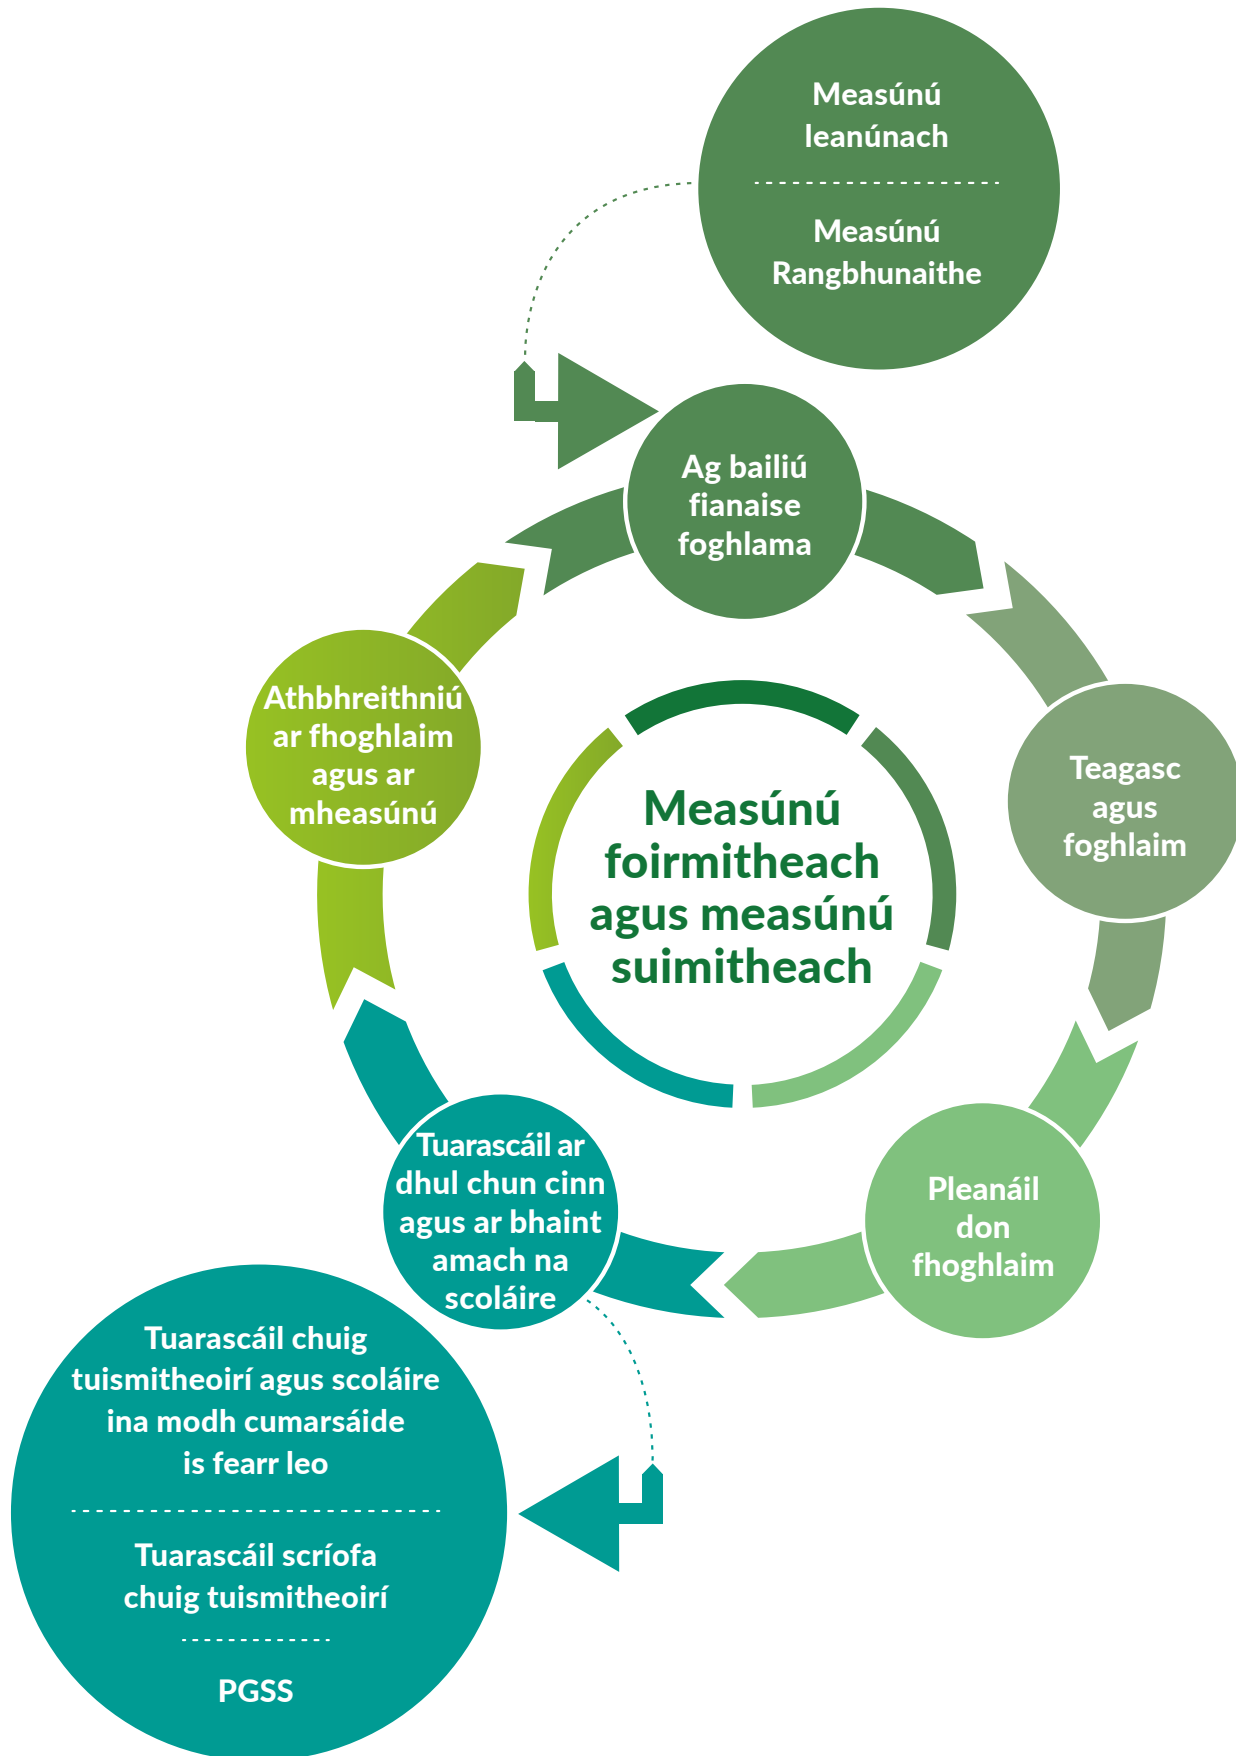 Measúnú
leanúnach
Measúnú
Rangbhunaithe
Ag bailiú
fianaise
foghlama
Teagasc
agus
foghlaim
Pleanáil
don
fhoghlaim
Tuarascáil ar
dhul chun cinn
agus ar bhaint
amach na
scoláire
Athbhreithniú
ar fhoghlaim
agus ar
mheasúnú
Measúnú
foirmitheach
agus measúnú
suimitheach
Tuarascáil chuig
tuismitheoirí agus scoláire
ina modh cumarsáide
is fearr leo
Tuarascáil scríofa
chuig tuismitheoirí
PGSS